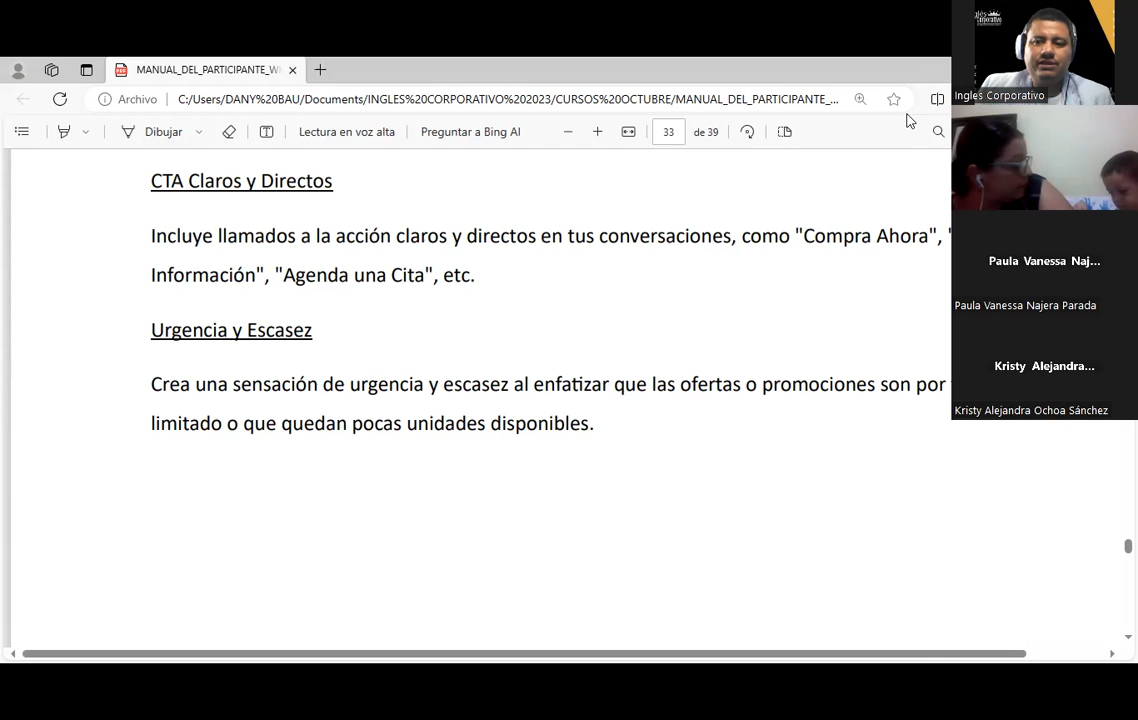 Inglés
Corporativo
MANUAL_DEL_PARTICIPANTE_W
Archivo
C:/Users/DANY%20BAU/Documents/INGLES%20CORPORATIVO%202023/CURSOS%20OCTUBRE/MANUAL_DEL_PARTICIPANTE_...
Ingles Corporativo
Dibujar
Lectura en voz alta
Preguntar a Bing AI
33
de 39
CTA Claros y Directos
Incluye llamados a la acción claros y directos en tus conversaciones, como "Compra Ahora", "
Información", "Agenda una Cita", etc.
Urgencia y Escasez
Crea una sensación de urgencia y escasez al enfatizar que las ofertas o promociones son por
limitado o que quedan pocas unidades disponibles.
Paula Vanessa Naj...
Paula Vanessa Najera Parada
Kristy Alejandra...
Kristy Alejandra Ochoa Sánchez